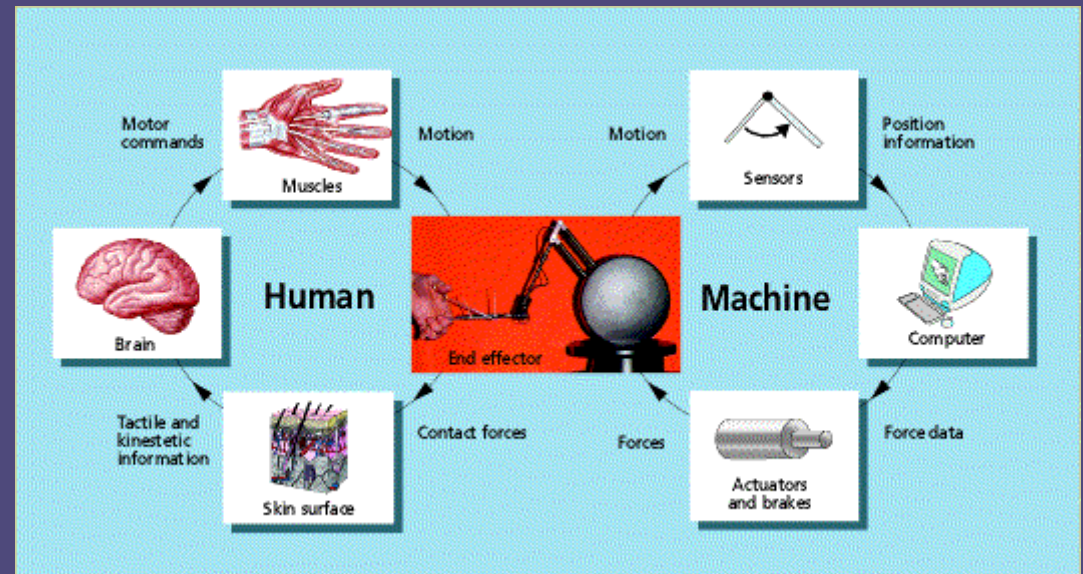 Motor
commands
Muscles
Motion
Motion
Sensors
Position
information
Brain
Human
End effector
Machine
Computer
Tactile and
kinestetic
information
Skin surface
Contact forces
Forces
Actuators
and brakes
Force data